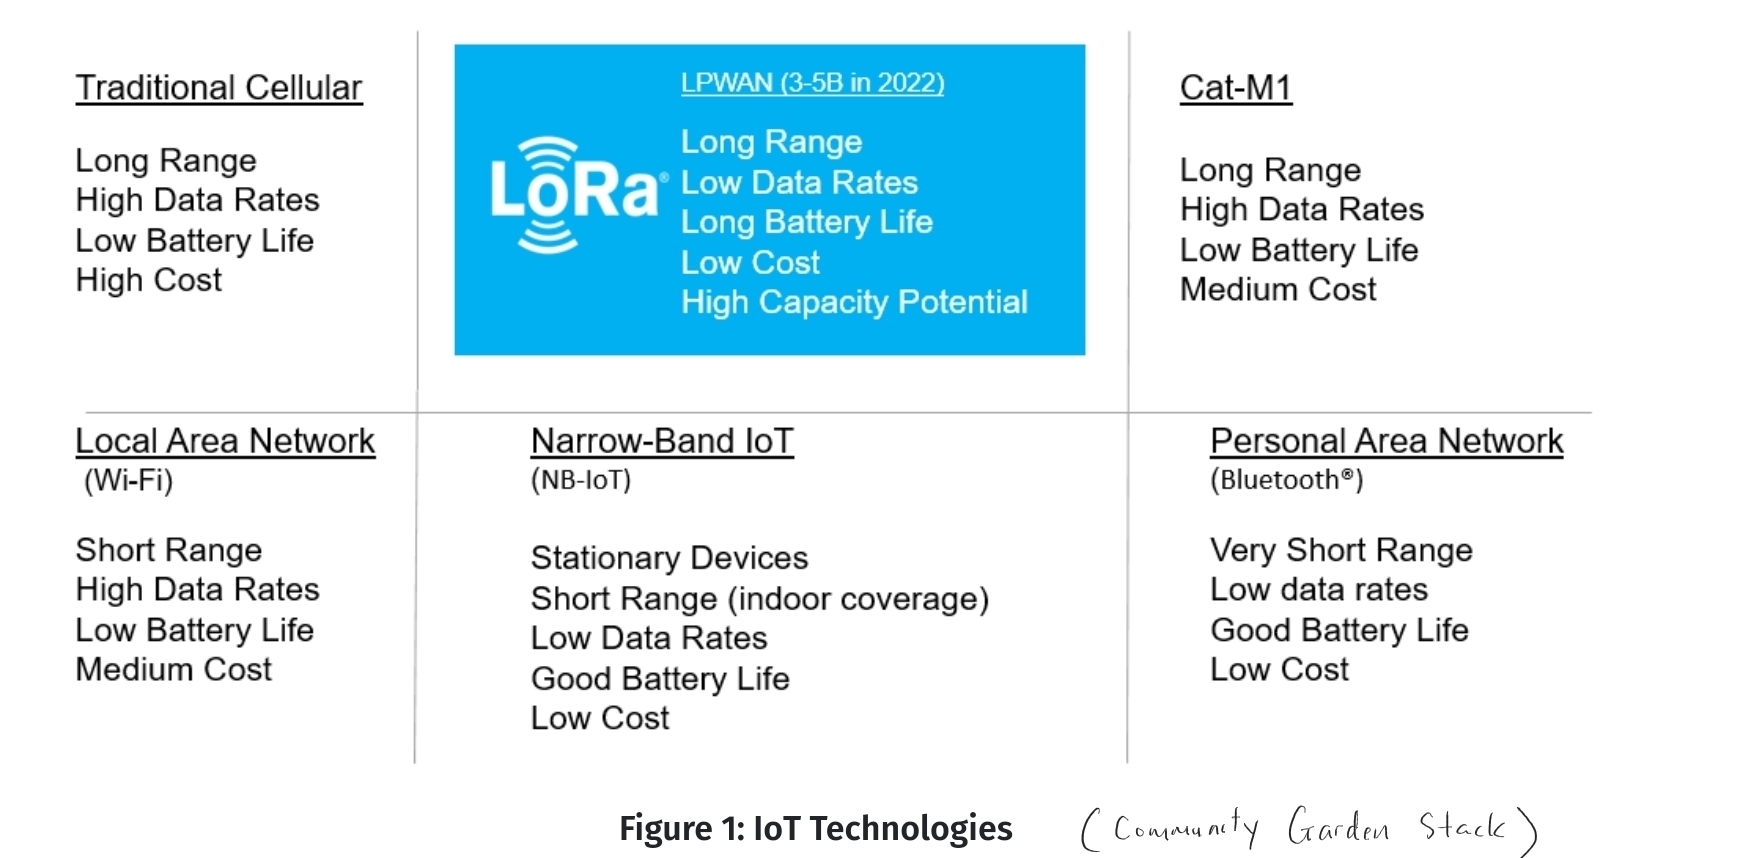 Traditional Cellular
Long Range
High Data Rates
Low Battery Life
High Cost
LoRa®
LPWAN (3-5B in 2022)
Long Range
Low Data Rates
Long Battery Life
Low Cost
High Capacity Potential
Cat-M1
Long Range
High Data Rates
Low Battery Life
Medium Cost
Local Area Network
(Wi-Fi)
Short Range
High Data Rates
Low Battery Life
Medium Cost
Narrow-Band IoT
(NB-IoT)
Stationary Devices
Short Range (indoor coverage)
Low Data Rates
Good Battery Life
Low Cost
Personal Area Network
(Bluetooth®)
Very Short Range
Low data rates
Good Battery Life
Low Cost
Figure 1: IoT Technologies (Community Garden Stack)